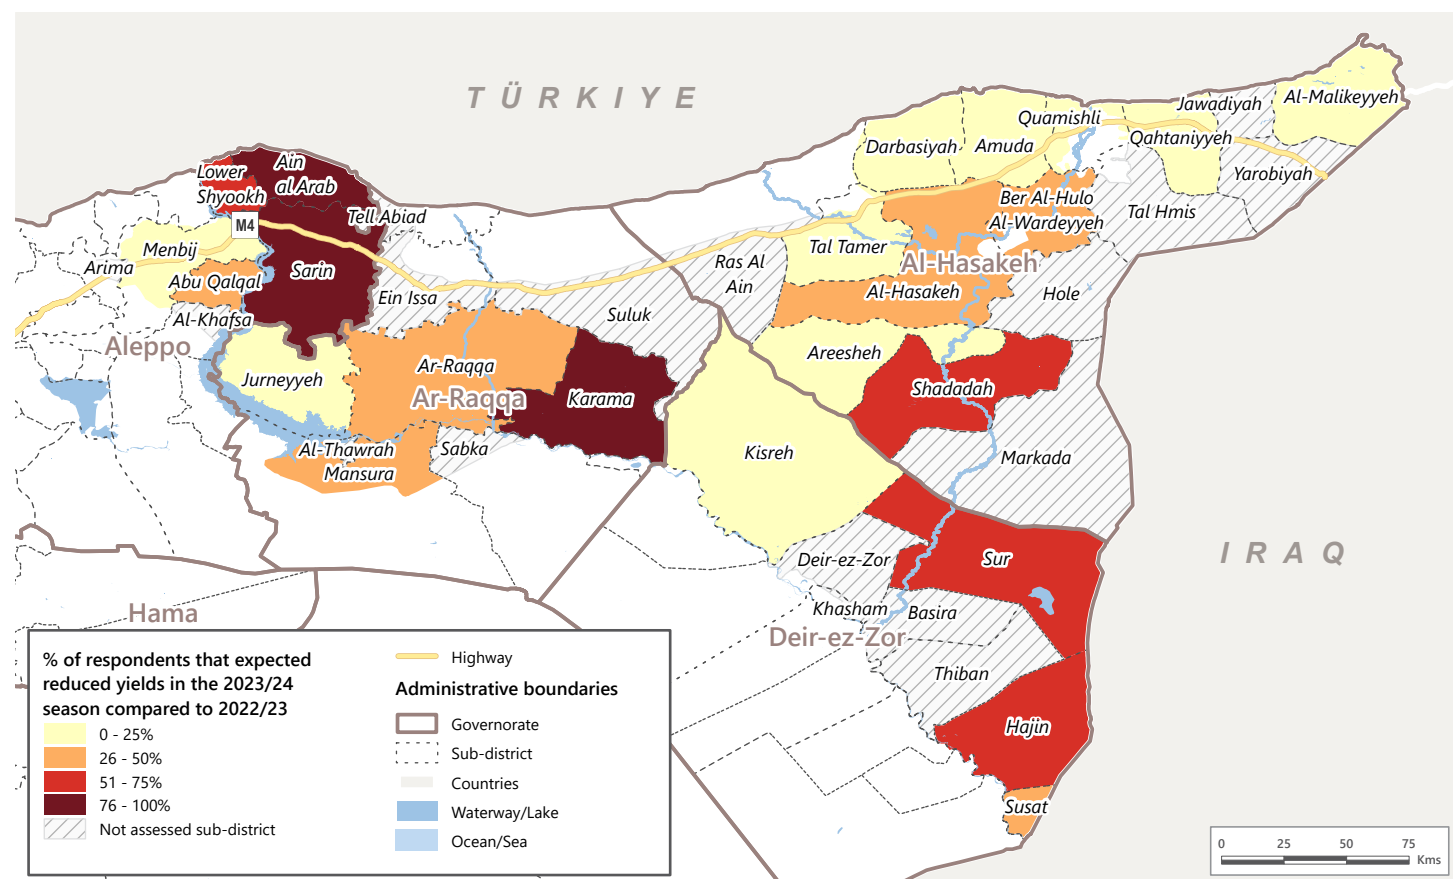 TÜRKIYE
Jawadiyah
Al-Malikeyyeh
Quamishli
Qahtaniyyeh
Darbasiyah
Amuda
Yarobiyah
Lower
Shyookh
Ain
al Arab
Ber Al-Hulo
Al-Wardeyyeh
Tal Hmis
Tell Abiad
M4
Menbij
Tal Tamer
Arima
Abu Qalqal
Sarin
Ras Al
Ain
Al-Hasakeh
Al-Hasakeh
Hole
Ein Issa
Al-Khafsa
Suluk
Aleppo
Areesheh
Jurneyyeh
Ar-Raqqa
Ar-Raqqa
Karama
Shadadah
Al-Thawrah
Mansura
Sabka
Kisreh
Markada
IRAQ
Deir-ez-Zor
Sur
Khasham
Basira
Hama
Deir-ez-Zor
Thiban
Hajin
Susat
% of respondents that expected
reduced yields in the 2023/24
season compared to 2022/23
0 - 25%
26 - 50%
51 - 75%
76 - 100%
Not assessed sub-district
Highway
Administrative boundaries
Governorate
Sub-district
Countries
Waterway/Lake
Ocean/Sea
0 25 50 75
Kms